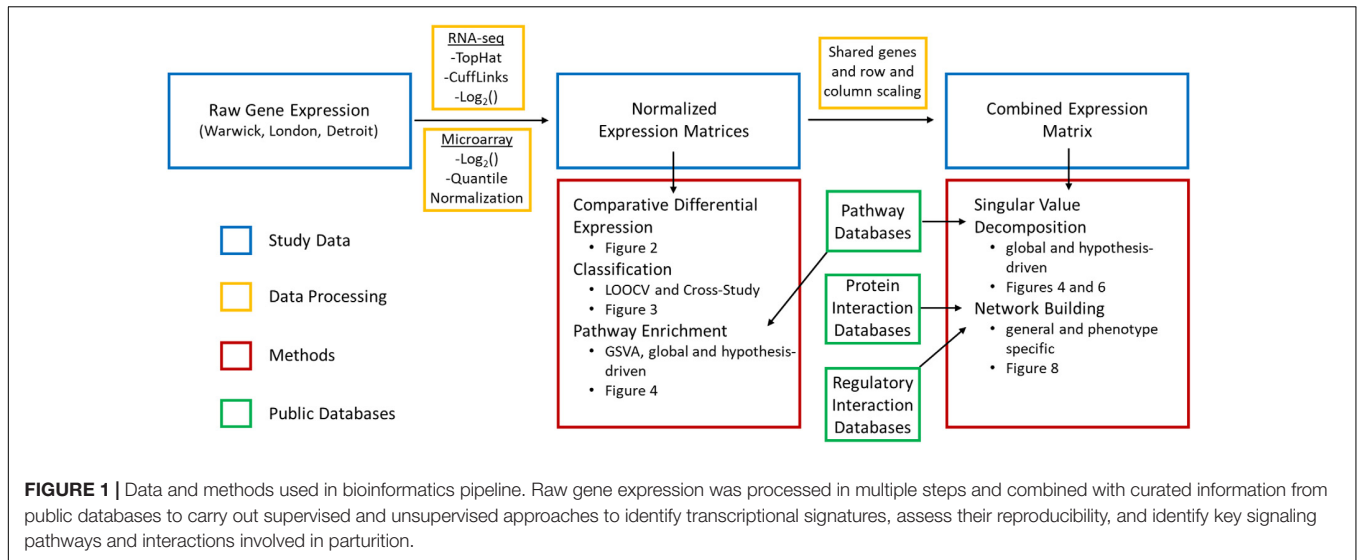 RNA-seq
-TopHat
-CuffLinks
-Log₂()
Shared genes
and row and
column scaling
Raw Gene Expression
(Warwick, London, Detroit)
Normalized
Expression Matrices
Combined Expression
Matrix
Microarray
-Log₂()
-Quantile
Normalization
Study Data
Data Processing
Methods
Public Databases
Comparative Differential
Expression
• Figure 2
Classification
• LOOCV and Cross-Study
• Figure 3
Pathway Enrichment
• GSVA, global and hypothesis-
driven
• Figure 4
Pathway
Databases
Protein
Interaction
Databases
Regulatory
Interaction
Databases
Singular Value
Decomposition
• global and hypothesis-
driven
• Figures 4 and 6
Network Building
• general and phenotype
specific
• Figure 8
FIGURE 1 | Data and methods used in bioinformatics pipeline. Raw gene expression was processed in multiple steps and combined with curated information from
public databases to carry out supervised and unsupervised approaches to identify transcriptional signatures, assess their reproducibility, and identify key signaling
pathways and interactions involved in parturition.